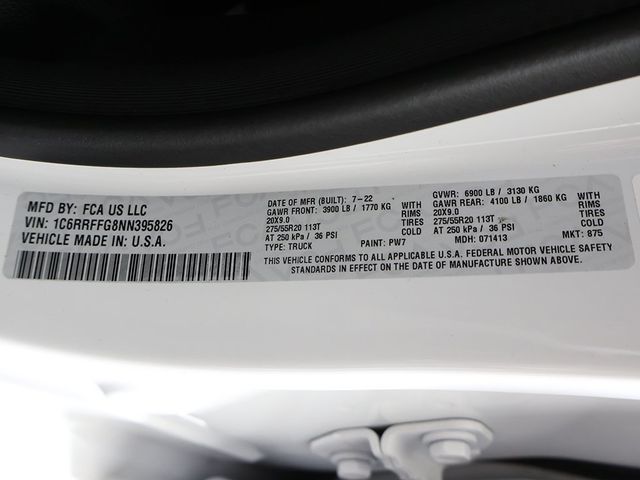 MFD BY: FCA US LLC
VIN: 1C6RRFFG8NN395826
VEHICLE MADE IN U.S.A.
DATE OF MFR (BUILT): 7-22 GVWR: 6900 LB / 3130 KG
GAWR FRONT: 3900 LB / 1770 KG WITH GAWR REAR: 4100 LB / 1860 KG WITH
20X9.0 RIMS 20X9.0 RIMS
275/55R20 113T TIRES 275/55R20 113T TIRES
AT 250 kPa / 36 PSI COLD AT 250 kPa / 36 PSI COLD
TYPE: TRUCK PAINT: PW7 MDH: 071413 MKT: 875
THIS VEHICLE CONFORMS TO ALL APPLICABLE U.S.A. FEDERAL MOTOR VEHICLE SAFETY
STANDARDS IN EFFECT ON THE DATE OF MANUFACTURE SHOWN ABOVE.